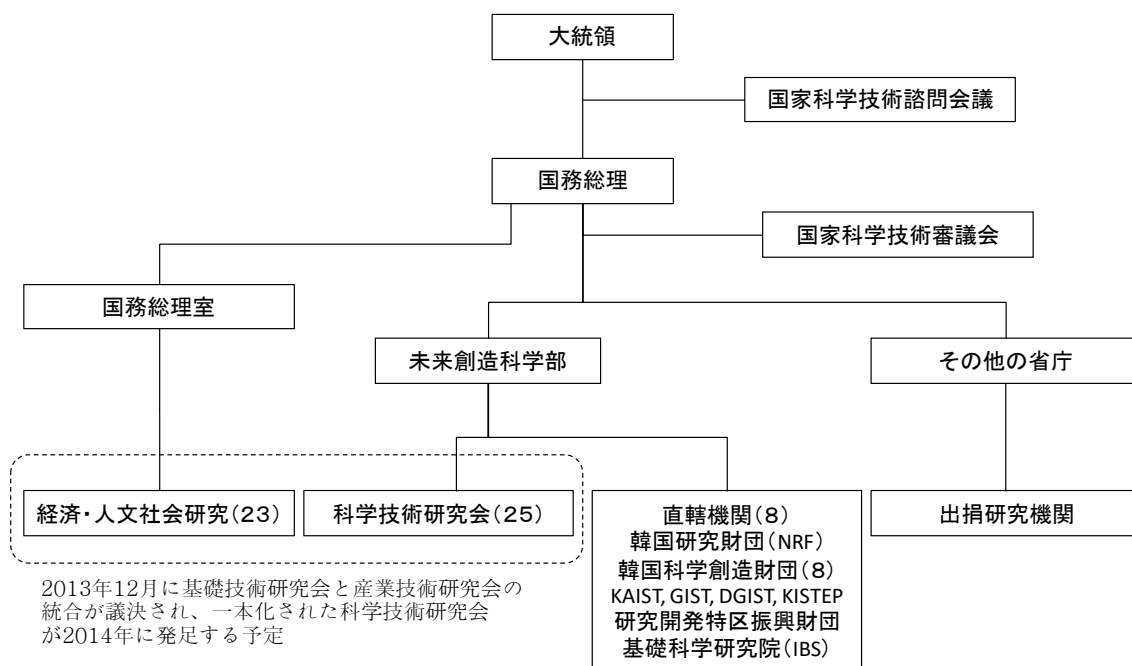 大統領
国家科学技術諮問会議
国務総理
国家科学技術審議会
国務総理室
未来創造科学部
その他の省庁
経済・人文社会研究(23)
科学技術研究会(25)
直轄機関(8)
韓国研究財団(NRF)
韓国科学創造財団(8)
KAIST, GIST, DGIST, KISTEP
研究開発特区振興財団
基礎科学研究院(IBS)
出捐研究機関
2013年12月に基礎技術研究会と産業技術研究会の
統合が議決され、一本化された科学技術研究会
が2014年に発足する予定